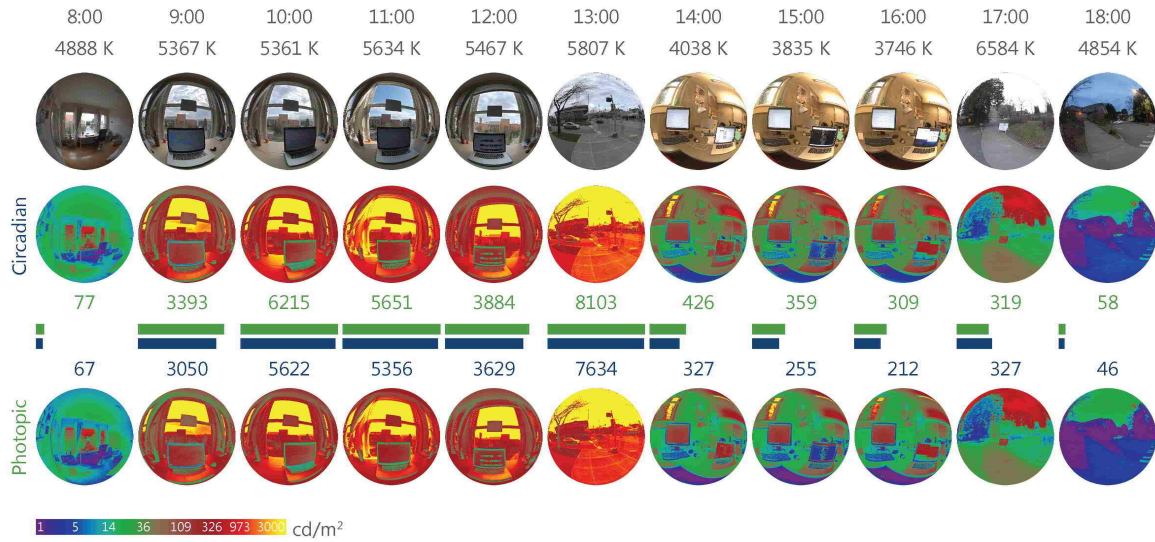 8:00 9:00 10:00 11:00 12:00 13:00 14:00 15:00 16:00 17:00 18:00
4888 K 5367 K 5361 K 5634 K 5467 K 5807 K 4038 K 3835 K 3746 K 6584 K 4854 K
Circadian
77 3393 6215 5651 3884 8103 426 359 309 319 58
67 3050 5622 5356 3629 7634 327 255 212 327 46
Photopic
1 5 14 36 109 326 973 3000 cd/m²